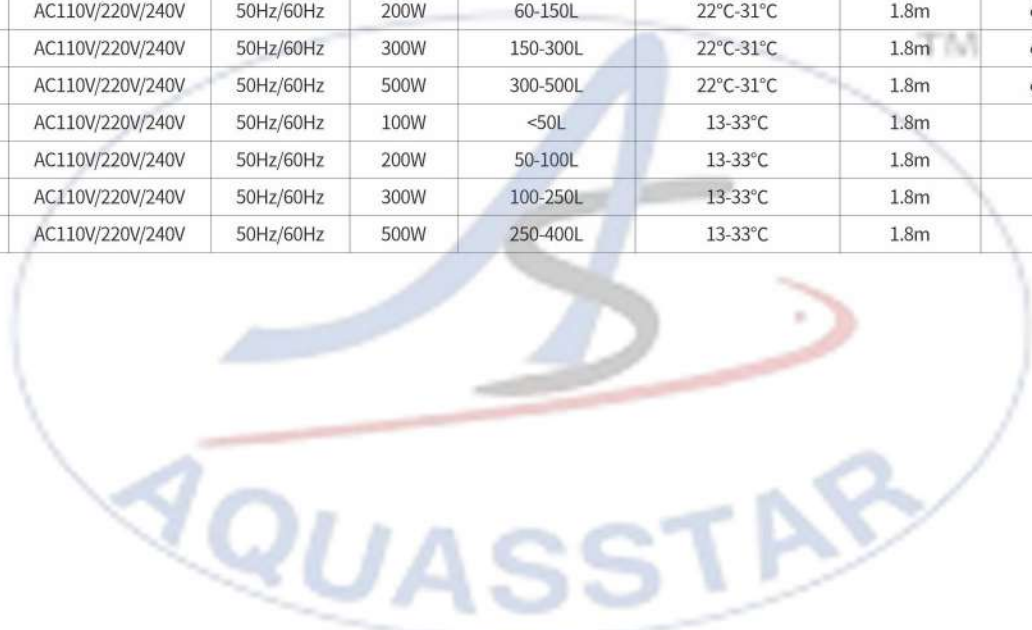 AC110V/220V/240V 50Hz/60Hz 200W 60-150L 22°C-31°C 1.8m
AC110V/220V/240V 50Hz/60Hz 300W 150-300L 22°C-31°C 1.8m
AC110V/220V/240V 50Hz/60Hz 500W 300-500L 22°C-31°C 1.8m
AC110V/220V/240V 50Hz/60Hz 100W <50L 13-33°C 1.8m
AC110V/220V/240V 50Hz/60Hz 200W 50-100L 13-33°C 1.8m
AC110V/220V/240V 50Hz/60Hz 300W 100-250L 13-33°C 1.8m
AC110V/220V/240V 50Hz/60Hz 500W 250-400L 13-33°C 1.8m
TM
AS
AQUASSTAR